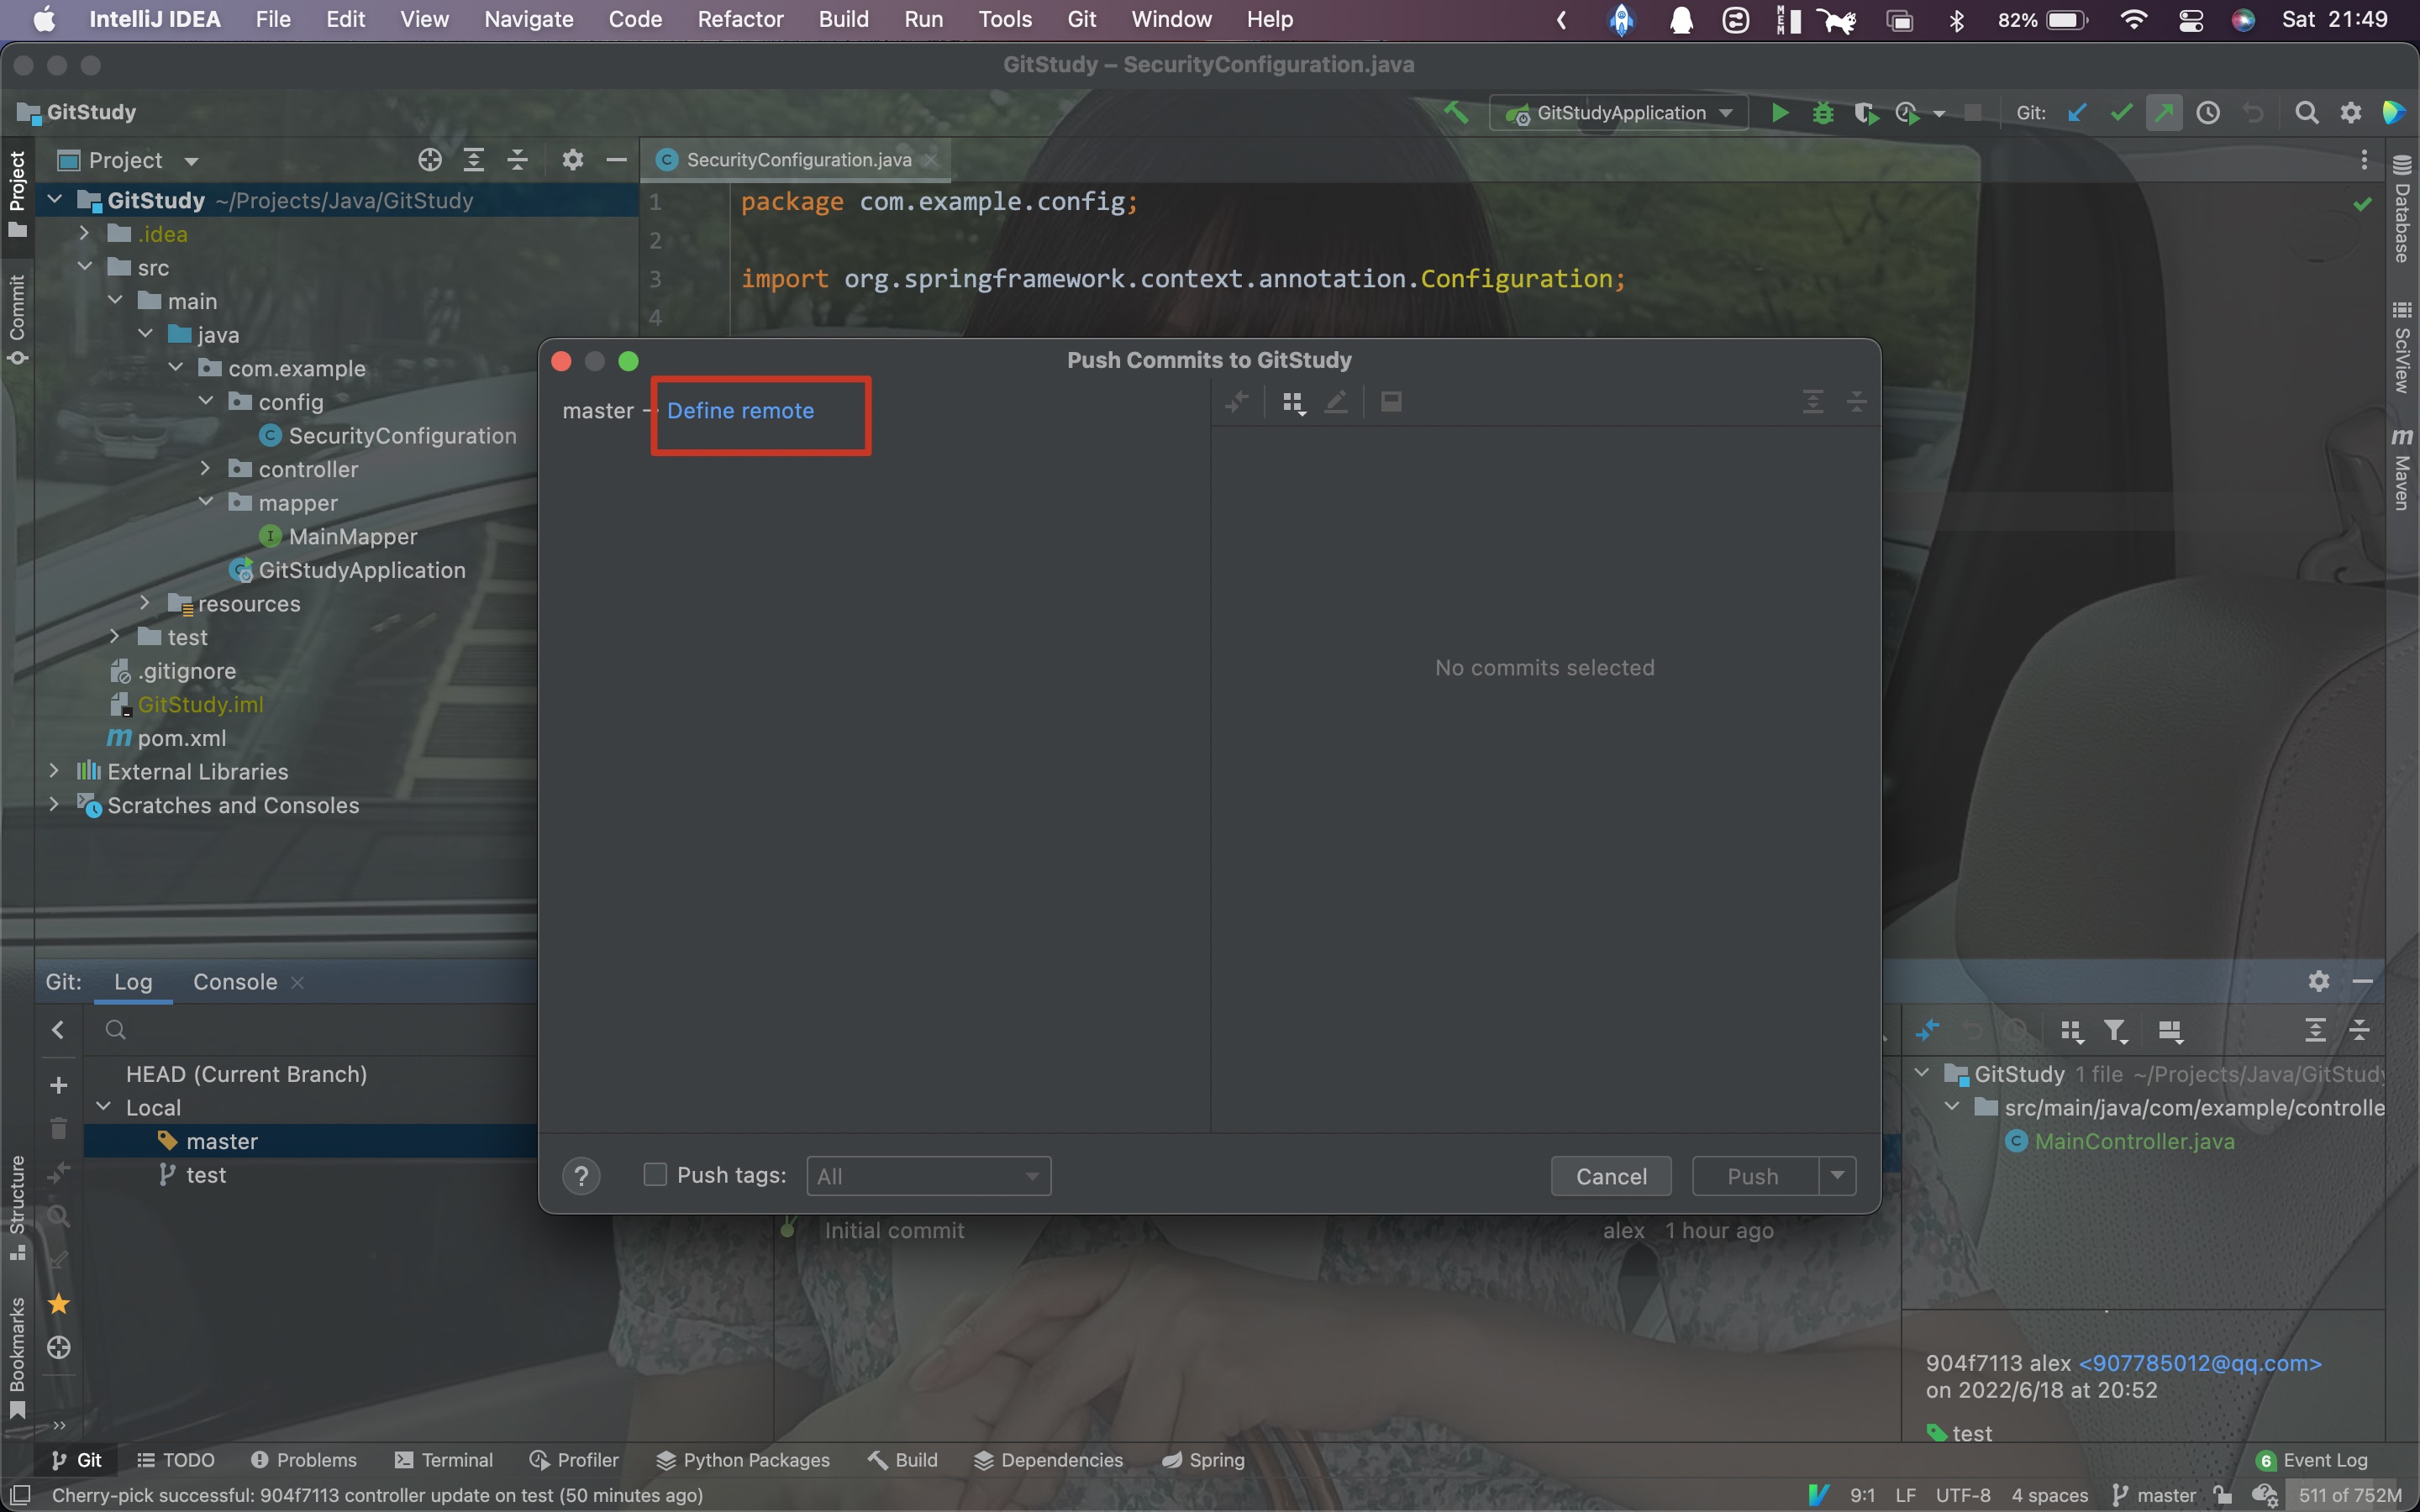 IntelliJ IDEA File Edit View Navigate Code Refactor Build Run Tools Git Window Help 82% Sat 21:49
GitStudy – SecurityConfiguration.java
GitStudy GitStudyApplication Git:
Project SecurityConfiguration.java
GitStudy ~/Projects/Java/GitStudy
.idea
src
main
java
com.example
config
SecurityConfiguration
controller
mapper
MainMapper
GitStudyApplication
resources
test
.gitignore
GitStudy.iml
pom.xml
External Libraries
Scratches and Consoles
Project
Commit
Structure
Bookmarks
1 package com.example.config;
2
3 import org.springframework.context.annotation.Configuration;
4
Database
SciView
Maven
Push Commits to GitStudy
master → Define remote
No commits selected
? Push tags: All Cancel Push
Git: Log Console
HEAD (Current Branch)
Local
master
test
Initial commit alex 1 hour ago
GitStudy 1 file ~/Projects/Java/GitStudy
src/main/java/com/example/controlle
MainController.java
904f7113 alex <907785012@qq.com>
on 2022/6/18 at 20:52
test
Git TODO Problems Terminal Profiler Python Packages Build Dependencies Spring 6 Event Log
Cherry-pick successful: 904f7113 controller update on test (50 minutes ago) 9:1 LF UTF-8 4 spaces master 511 of 752M